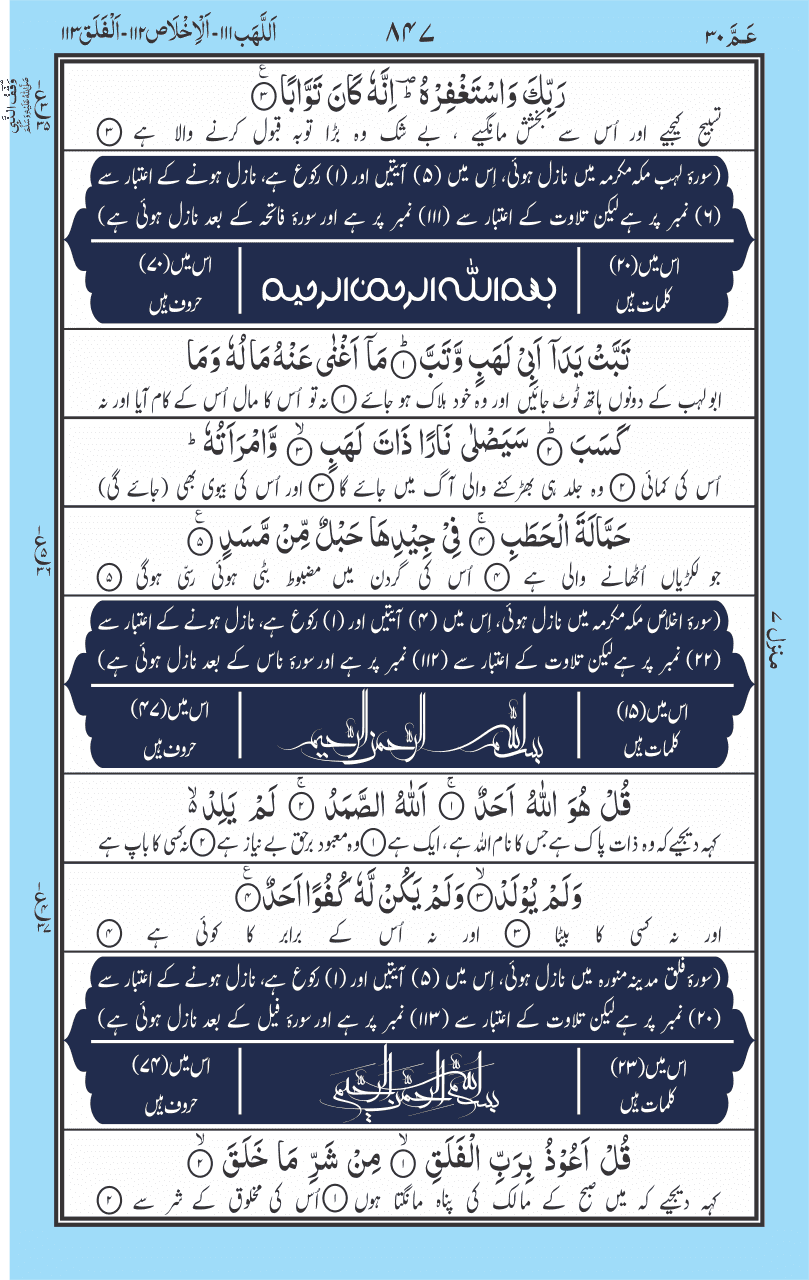 عَمَّ ۳۰
۸۴۷
اَللَّهَب ۱۱۱- اَلْاِخْلَاص ۱۱۲- اَلْفَلَق ۱۱۳
رَبِّكَ وَاسْتَغْفِرْهُ ؕؔ اِنَّهٗ كَانَ تَوَّابًا ۳
تسبیح کیجیے اور اُس سے بخشش مانگیے ، بے شک وہ بڑا توبہ قبول کرنے والا ہے ۳
(سورۂ لہب مکہ مکرمہ میں نازل ہوئی، اِس میں (۵) آیتیں اور (۱) رکوع ہے، نازل ہونے کے اعتبار سے
(۶) نمبر پر ہے لیکن تلاوت کے اعتبار سے (۱۱۱) نمبر پر ہے اور سورۂ فاتحہ کے بعد نازل ہوئی ہے)
اس میں (۲۰) کلمات ہیں
بسم الله الرحمن الرحيم
اس میں (۷۰) حروف ہیں
تَبَّتْ يَدَاۤ اَبِيْ لَهَبٍ وَّتَبَّ ؕ ۱ مَاۤ اَغْنٰى عَنْهُ مَالُهٗ وَمَا
ابولہب کے دونوں ہاتھ ٹوٹ جائیں اور وہ خود ہلاک ہو جائے ۱ نہ تو اُس کا مال اُس کے کام آیا اور نہ
كَسَبَ ؕ ۲ سَيَصْلٰى نَارًا ذَاتَ لَهَبٍ ۙ ۳ وَّامْرَاَتُهٗ ؕ
اُس کی کمائی ۲ وہ جلد ہی بھڑکنے والی آگ میں جائے گا ۳ اور اُس کی بیوی بھی (جائے گی)
حَمَّالَةَ الْحَطَبِ ۚ ۴ فِيْ جِيْدِهَا حَبْلٌ مِّنْ مَّسَدٍ ۵
جو لکڑیاں اُٹھانے والی ہے ۴ اُس کی گردن میں مضبوط بٹی ہوئی رسّی ہوگی ۵
(سورۂ اخلاص مکہ مکرمہ میں نازل ہوئی، اِس میں (۴) آیتیں اور (۱) رکوع ہے، نازل ہونے کے اعتبار سے
(۲۲) نمبر پر ہے لیکن تلاوت کے اعتبار سے (۱۱۲) نمبر پر ہے اور سورۂ ناس کے بعد نازل ہوئی ہے)
اس میں (۱۵) کلمات ہیں
بسم الله الرحمن الرحيم
اس میں (۴۷) حروف ہیں
قُلْ هُوَ اللّٰهُ اَحَدٌ ۚ ۱ اَللّٰهُ الصَّمَدُ ۚ ۲ لَمْ يَلِدْ ۙ
کہہ دیجیے کہ وہ ذات پاک ہے جس کا نام اللہ ہے، ایک ہے ۱ وہ معبود برحق بے نیاز ہے ۲ نہ کسی کا باپ ہے
وَلَمْ يُوْلَدْ ۙ ۳ وَلَمْ يَكُنْ لَّهٗ كُفُوًا اَحَدٌ ۴
اور نہ کسی کا بیٹا ۳ اور نہ اُس کے برابر کا کوئی ہے ۴
(سورۂ فلق مدینہ منورہ میں نازل ہوئی، اِس میں (۵) آیتیں اور (۱) رکوع ہے، نازل ہونے کے اعتبار سے
(۲۰) نمبر پر ہے لیکن تلاوت کے اعتبار سے (۱۱۳) نمبر پر ہے اور سورۂ فیل کے بعد نازل ہوئی ہے)
اس میں (۲۳) کلمات ہیں
بسم الله الرحمن الرحيم
اس میں (۷۴) حروف ہیں
قُلْ اَعُوْذُ بِرَبِّ الْفَلَقِ ۙ ۱ مِنْ شَرِّ مَا خَلَقَ ۙ ۲
کہہ دیجیے کہ میں صبح کے مالک کی پناہ مانگتا ہوں ۱ اُس کی مخلوق کے شر سے ۲
منزل ۷